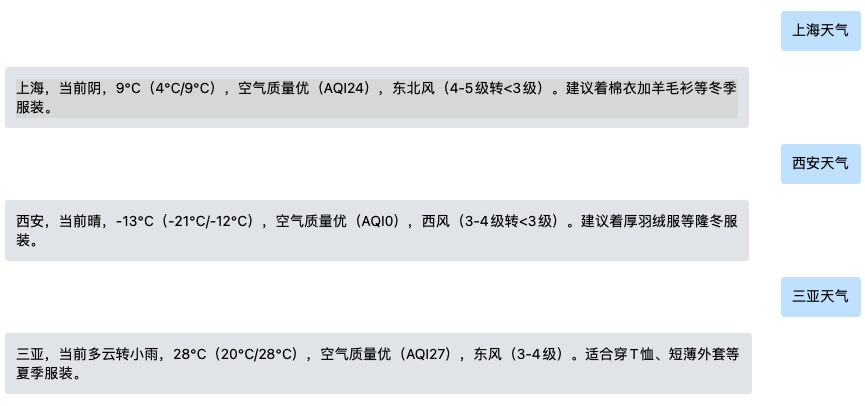 上海天气
上海，当前阴，9°C（4°C/9°C），空气质量优（AQI24），东北风（4-5级转<3级）。建议着棉衣加羊毛衫等冬季
服装。
西安天气
西安，当前晴，-13°C（-21°C/-12°C），空气质量优（AQI0），西风（3-4级转<3级）。建议着厚羽绒服等隆冬服
装。
三亚天气
三亚，当前多云转小雨，28°C（20°C/28°C），空气质量优（AQI27），东风（3-4级）。适合穿T恤、短薄外套等
夏季服装。